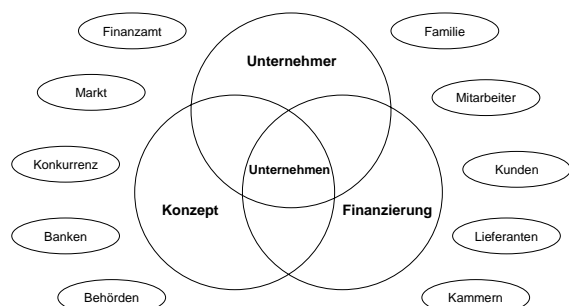 Finanzamt
Familie
Unternehmer
Markt
Mitarbeiter
Konkurrenz
Unternehmen
Kunden
Konzept
Finanzierung
Banken
Lieferanten
Behörden
Kammern